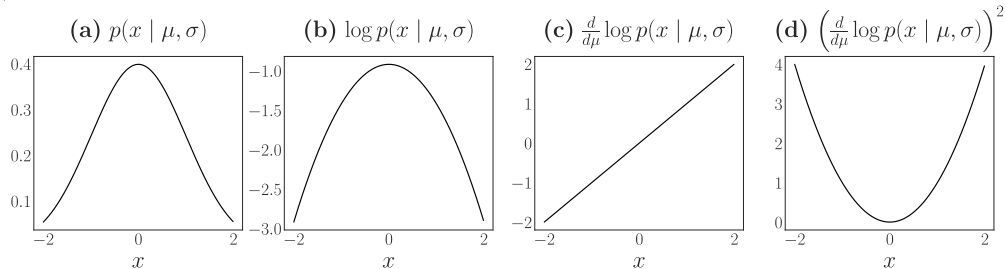 (a) p(x | μ, σ)
0.4
0.3
0.2
0.1
−2 0 2
x
(b) log p(x | μ, σ)
−1.0
−1.5
−2.0
−2.5
−3.0
−2 0 2
x
(c) d/dμ log p(x | μ, σ)
2
1
0
−1
−2
−2 0 2
x
(d) (d/dμ log p(x | μ, σ))²
4
3
2
1
0
−2 0 2
x